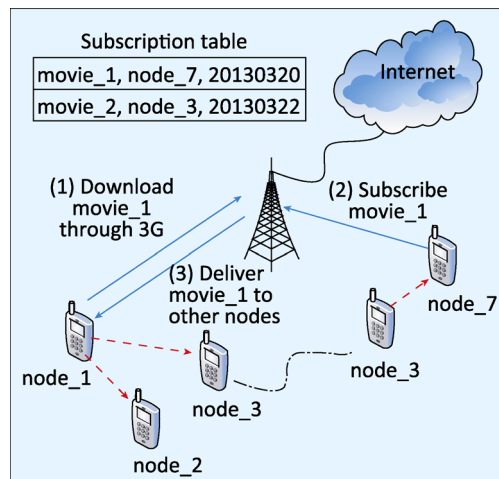 Subscription table
movie_1, node_7, 20130320
movie_2, node_3, 20130322
Internet
(1) Download
movie_1
through 3G
(2) Subscribe
movie_1
(3) Deliver
movie_1 to
other nodes
node_7
node_1
node_3
node_3
node_2